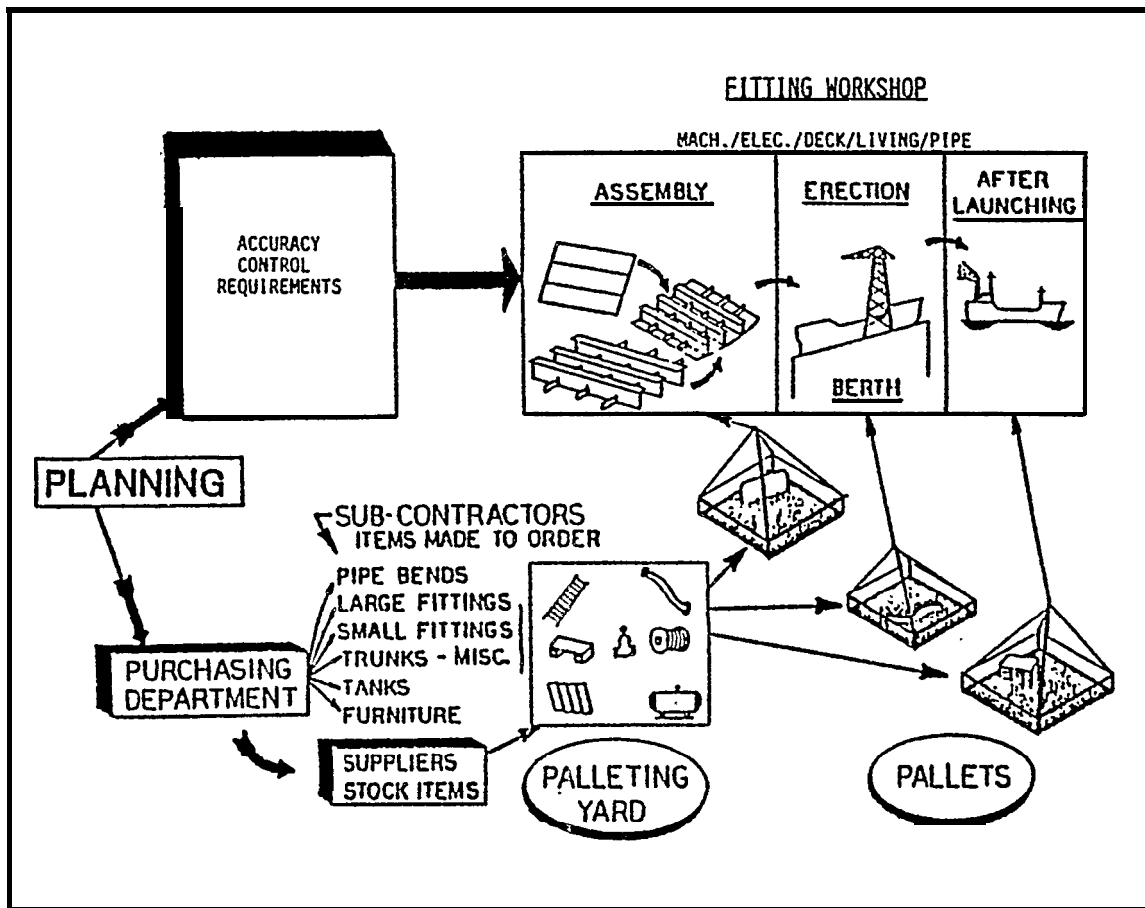 FITTING WORKSHOP
MACH./ELEC./DECK/LIVING/PIPE
ASSEMBLY
ERECTION
AFTER
LAUNCHING
BERTH
ACCURACY
CONTROL
REQUIREMENTS
PLANNING
SUB-CONTRACTORS
ITEMS MADE TO ORDER
PIPE BENDS
LARGE FITTINGS
SMALL FITTINGS
TRUNKS - MISC.
TANKS
FURNITURE
PURCHASING
DEPARTMENT
SUPPLIERS
STOCK ITEMS
PALLETING
YARD
PALLETS